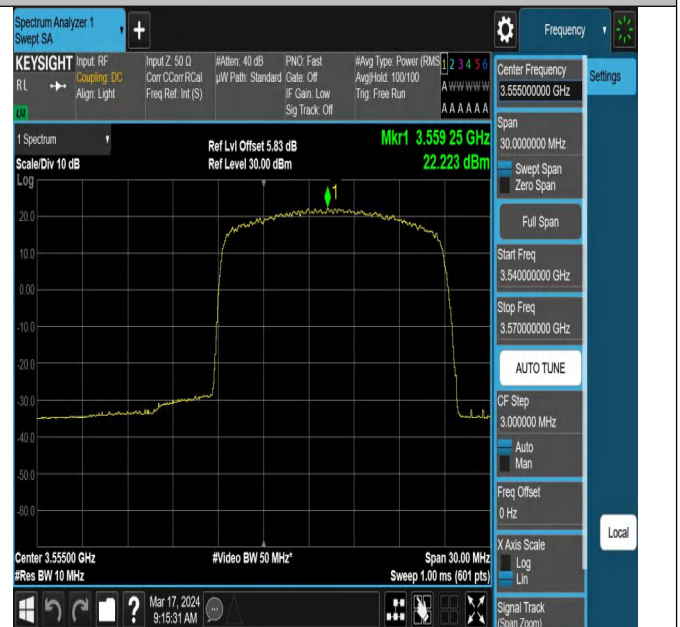 Spectrum Analyzer 1
Swept SA
+
Frequency
KEYSIGHT
RL
LXI
Input: RF
Coupling: DC
Align: Light
Input Z: 50 Ω
Corr CCorr RCal
Freq Ref: Int (S)
#Atten: 40 dB
µW Path: Standard
PNO: Fast
Gate: Off
IF Gain: Low
Sig Track: Off
#Avg Type: Power (RMS
Avg|Hold: 100/100
Trig: Free Run
1 2 3 4 5 6
A W W W W W
A A A A A A
1 Spectrum
Scale/Div 10 dB
Log
Ref Lvl Offset 5.83 dB
Ref Level 30.00 dBm
Mkr1 3.559 25 GHz
22.223 dBm
1
20.0
10.0
0.00
-10.0
-20.0
-30.0
-40.0
-50.0
-60.0
Center 3.55500 GHz
#Res BW 10 MHz
#Video BW 50 MHz*
Span 30.00 MHz
Sweep 1.00 ms (601 pts)
Mar 17, 2024
9:15:31 AM
?
Center Frequency
3.555000000 GHz
Settings
Span
30.0000000 MHz
Swept Span
Zero Span
Full Span
Start Freq
3.540000000 GHz
Stop Freq
3.570000000 GHz
AUTO TUNE
CF Step
3.000000 MHz
Auto
Man
Freq Offset
0 Hz
X Axis Scale
Log
Lin
Local
Signal Track
(Span Zoom)